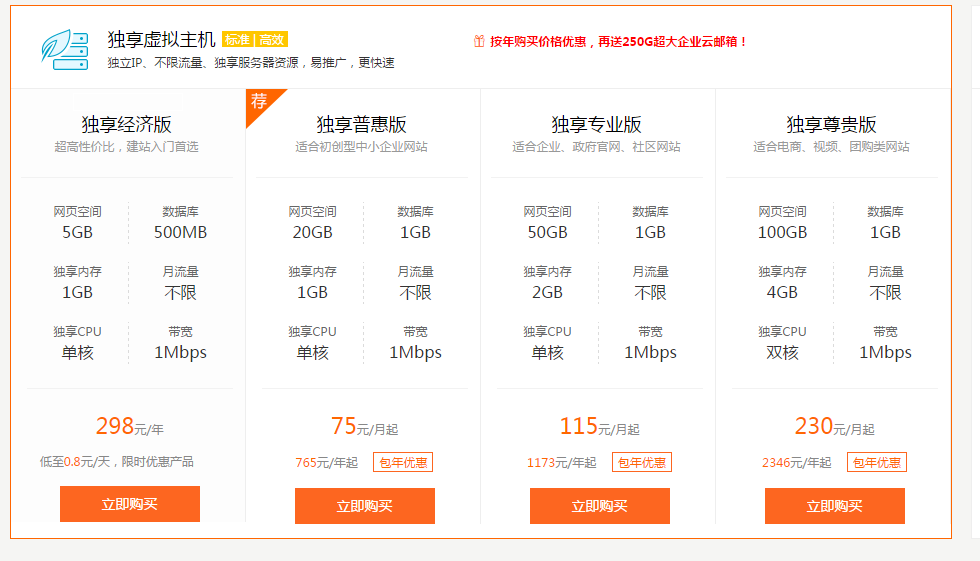 独享虚拟主机 标准 | 高效
独立IP、不限流量、独享服务器资源，易推广，更快速
按年购买价格优惠，再送250G超大企业云邮箱！
独享经济版
超高性价比，建站入门首选
网页空间 数据库
5GB 500MB
独享内存 月流量
1GB 不限
独享CPU 带宽
单核 1Mbps
298元/年
低至0.8元/天，限时优惠产品
立即购买
荐
独享普惠版
适合初创型中小企业网站
网页空间 数据库
20GB 1GB
独享内存 月流量
1GB 不限
独享CPU 带宽
单核 1Mbps
75元/月起
765元/年起 包年优惠
立即购买
独享专业版
适合企业、政府官网、社区网站
网页空间 数据库
50GB 1GB
独享内存 月流量
2GB 不限
独享CPU 带宽
单核 1Mbps
115元/月起
1173元/年起 包年优惠
立即购买
独享尊贵版
适合电商、视频、团购类网站
网页空间 数据库
100GB 1GB
独享内存 月流量
4GB 不限
独享CPU 带宽
双核 1Mbps
230元/月起
2346元/年起 包年优惠
立即购买